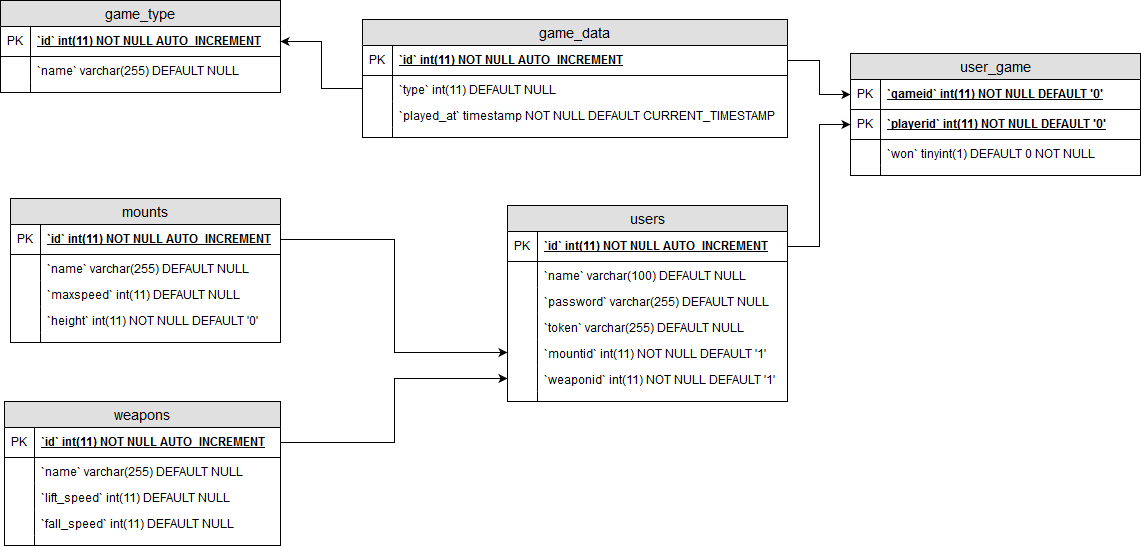 game_type
PK `id` int(11) NOT NULL AUTO_INCREMENT
`name` varchar(255) DEFAULT NULL
game_data
PK `id` int(11) NOT NULL AUTO_INCREMENT
`type` int(11) DEFAULT NULL
`played_at` timestamp NOT NULL DEFAULT CURRENT_TIMESTAMP
user_game
PK `gameid` int(11) NOT NULL DEFAULT '0'
PK `playerid` int(11) NOT NULL DEFAULT '0'
`won` tinyint(1) DEFAULT 0 NOT NULL
mounts
PK `id` int(11) NOT NULL AUTO_INCREMENT
`name` varchar(255) DEFAULT NULL
`maxspeed` int(11) DEFAULT NULL
`height` int(11) NOT NULL DEFAULT '0'
users
PK `id` int(11) NOT NULL AUTO_INCREMENT
`name` varchar(100) DEFAULT NULL
`password` varchar(255) DEFAULT NULL
`token` varchar(255) DEFAULT NULL
`mountid` int(11) NOT NULL DEFAULT '1'
`weaponid` int(11) NOT NULL DEFAULT '1'
weapons
PK `id` int(11) NOT NULL AUTO_INCREMENT
`name` varchar(255) DEFAULT NULL
`lift_speed` int(11) DEFAULT NULL
`fall_speed` int(11) DEFAULT NULL